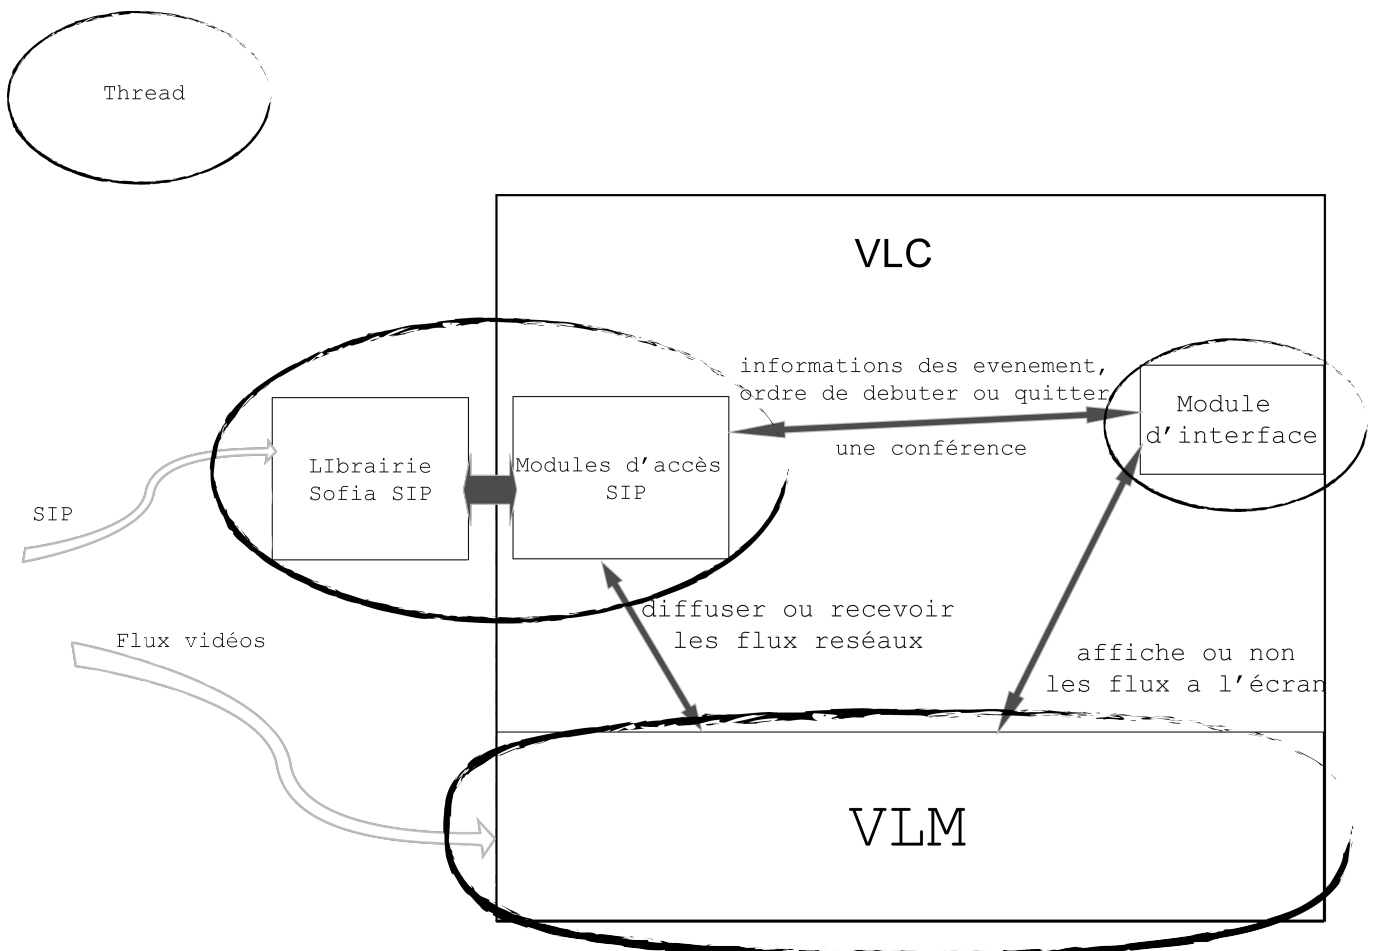 Thread
VLC
informations des evenement,
ordre de debuter ou quitter
une conférence
Module
d’interface
LIbrairie
Sofia SIP
Modules d’accès
SIP
SIP
diffuser ou recevoir
les flux reséaux
Flux vidéos
affiche ou non
les flux a l’écran
VLM